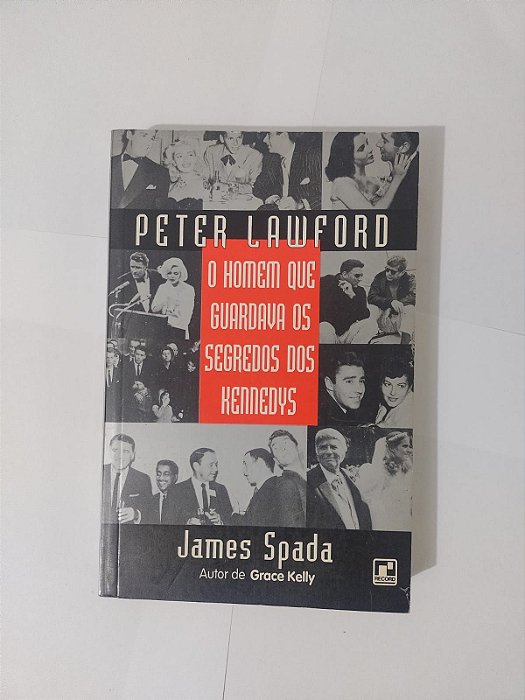 PETER LAWFORD
O HOMEM QUE
GUARDAVA OS
SEGREDOS DOS
KENNEDYS
James Spada
Autor de Grace Kelly
RECORD